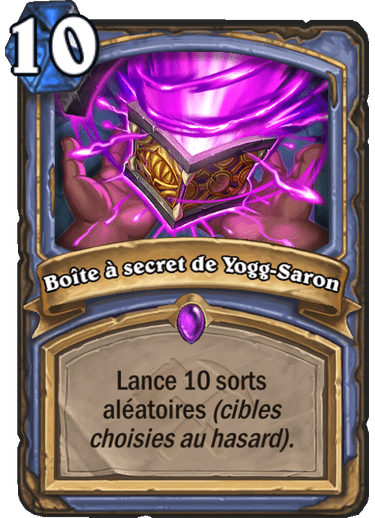 10
Boîte à secret de Yogg-Saron
Lance 10 sorts
aléatoires (cibles
choisies au hasard).